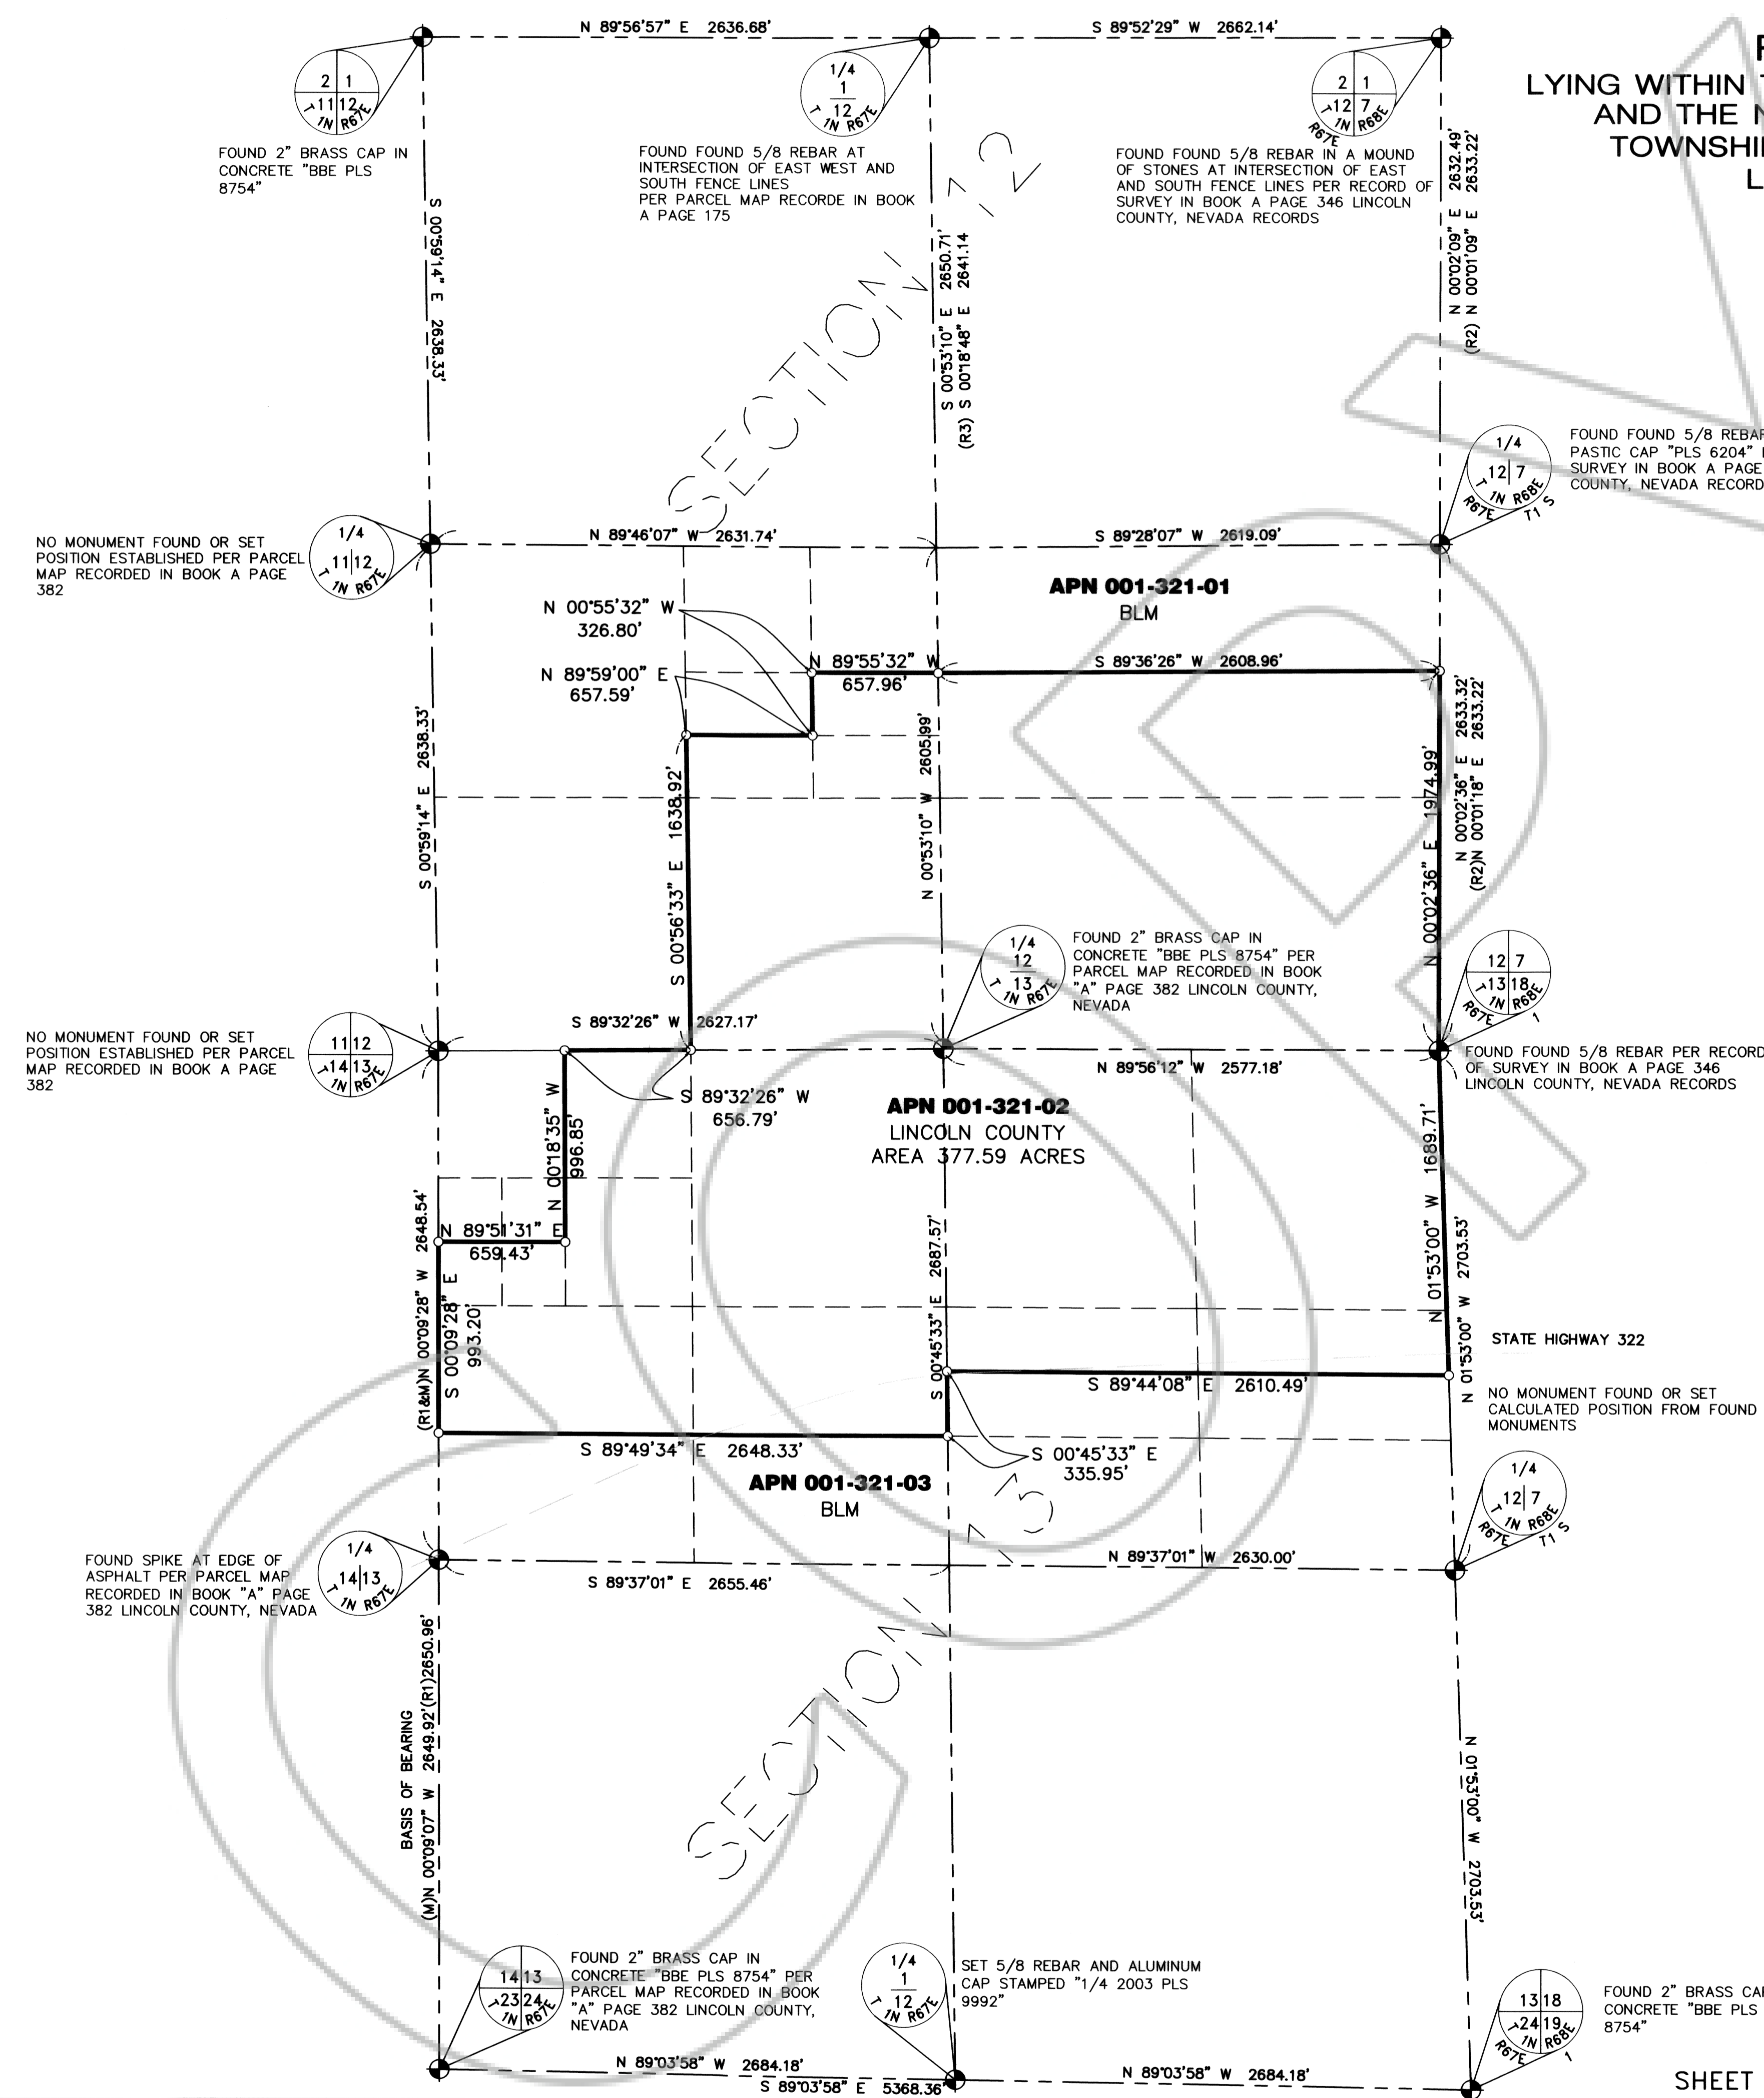 N 89°56'57" E 2636.68'
S 89°52'29" W 2662.14'
2 1
11 12
T 1N R67E
1/4
1
12
T 1N R67E
2 1
12 7
T 1N R68E
R67E
LYING WITHIN
AND THE
TOWNSHI
L
FOUND 2" BRASS CAP IN
CONCRETE "BBE PLS
8754"
FOUND FOUND 5/8 REBAR AT
INTERSECTION OF EAST WEST AND
SOUTH FENCE LINES
PER PARCEL MAP RECORDE IN BOOK
A PAGE 175
FOUND FOUND 5/8 REBAR IN A MOUND
OF STONES AT INTERSECTION OF EAST
AND SOUTH FENCE LINES PER RECORD OF
SURVEY IN BOOK A PAGE 346 LINCOLN
COUNTY, NEVADA RECORDS
S 00°59'14" E 2638.33'
SECTION 12
S 00°53'10" E 2650.71'
(R3) S 00°18'48" E 2641.14
N 00°02'09" E 2632.49'
(R2) N 00°01'09" E 2633.22'
1/4
12 7
T 1N R68E
R67E T1 S
FOUND FOUND 5/8 REBAR
PASTIC CAP "PLS 6204"
SURVEY IN BOOK A PAGE
COUNTY, NEVADA RECORD
NO MONUMENT FOUND OR SET
POSITION ESTABLISHED PER PARCEL
MAP RECORDED IN BOOK A PAGE
382
1/4
11 12
T 1N R67E
N 89°46'07" W 2631.74'
S 89°28'07" W 2619.09'
APN 001-321-01
BLM
N 00°55'32" W
326.80'
N 89°59'00" E
657.59'
N 89°55'32" W
657.96'
S 89°36'26" W 2608.96'
S 00°59'14" E 2638.33'
S 00°56'33" E 1638.92'
N 00°53'10" W 2605.99'
N 00°02'36" E 1974.99'
N 00°02'36" E 2633.32'
(R2)N 00°01'18" E 2633.22'
1/4
12
13
T 1N R67E
FOUND 2" BRASS CAP IN
CONCRETE "BBE PLS 8754" PER
PARCEL MAP RECORDED IN BOOK
"A" PAGE 382 LINCOLN COUNTY,
NEVADA
12 7
13 18
T 1N R68E
R67E 1
FOUND FOUND 5/8 REBAR PER RECORD
OF SURVEY IN BOOK A PAGE 346
LINCOLN COUNTY, NEVADA RECORDS
NO MONUMENT FOUND OR SET
POSITION ESTABLISHED PER PARCEL
MAP RECORDED IN BOOK A PAGE
382
11 12
14 13
T 1N R67E
S 89°32'26" W 2627.17'
N 89°56'12" W 2577.18'
S 89°32'26" W
656.79'
APN 001-321-02
LINCOLN COUNTY
AREA 377.59 ACRES
N 00°18'35" W
996.85'
N 89°51'31" E
659.43'
(R1&M)N 00°09'28" W 2648.54'
S 00°09'28" E
993.20'
S 00°45'33" E 2687.57'
N 01°53'00" W 1689.71'
N 01°53'00" W 2703.53'
STATE HIGHWAY 322
S 89°44'08" E 2610.49'
NO MONUMENT FOUND OR SET
CALCULATED POSITION FROM FOUND
MONUMENTS
S 89°49'34" E 2648.33'
S 00°45'33" E
335.95'
APN 001-321-03
BLM
SECTION 13
1/4
12 7
T 1N R68E
R67E T1 S
FOUND SPIKE AT EDGE OF
ASPHALT PER PARCEL MAP
RECORDED IN BOOK "A" PAGE
382 LINCOLN COUNTY, NEVADA
1/4
14 13
T 1N R67E
S 89°37'01" E 2655.46'
N 89°37'01" W 2630.00'
BASIS OF BEARING
(M)N 00°09'07" W 2649.92'(R1)2650.96'
N 01°53'00" W 2703.53'
14 13
23 24
T 1N R67E
FOUND 2" BRASS CAP IN
CONCRETE "BBE PLS 8754" PER
PARCEL MAP RECORDED IN BOOK
"A" PAGE 382 LINCOLN COUNTY,
NEVADA
1/4
1
12
T 1N R67E
SET 5/8 REBAR AND ALUMINUM
CAP STAMPED "1/4 2003 PLS
9992"
13 18
24 19
T 1N R68E
R67E 1
FOUND 2" BRASS CA
CONCRETE "BBE PLS
8754"
N 89°03'58" W 2684.18'
S 89°03'58" E 5368.36'
N 89°03'58" W 2684.18'
SHEET